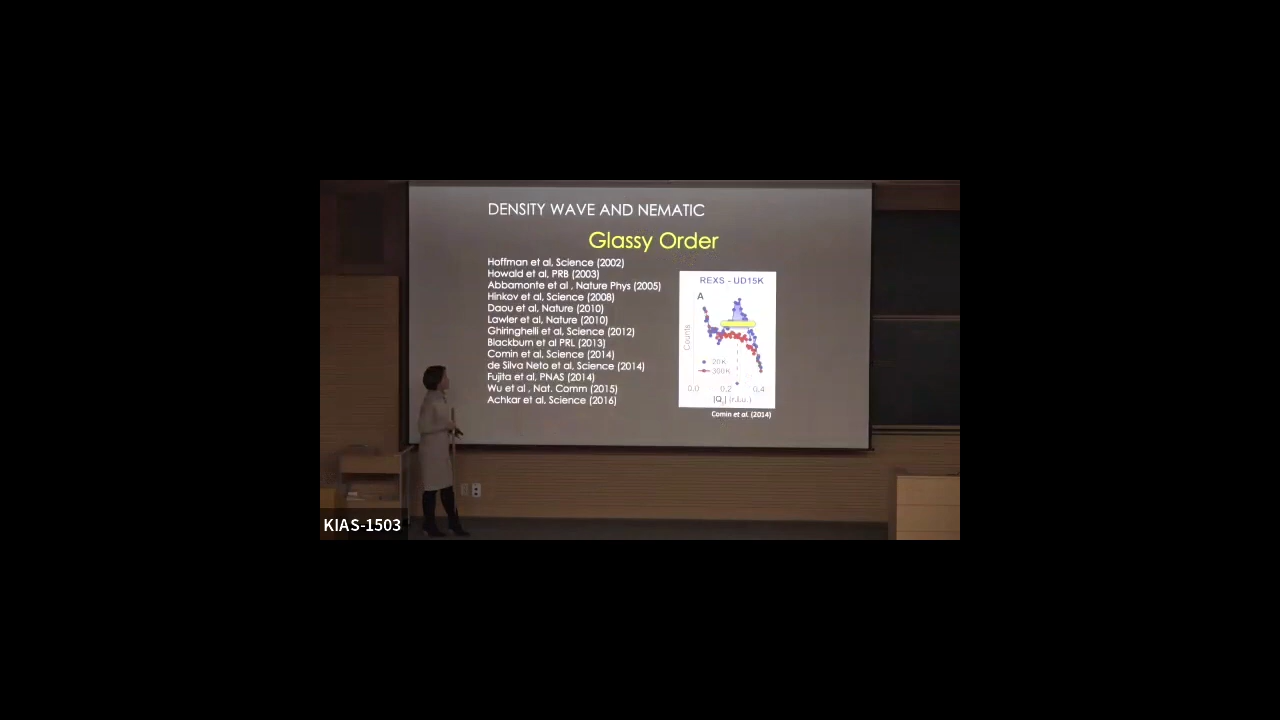 DENSITY WAVE AND NEMATIC
Glassy Order
Hoffman et al, Science (2002)
Howald et al, PRB (2003)
Abbamonte et al , Nature Phys (2005)
Hinkov et al, Science (2008)
Daou et al, Nature (2010)
Lawler et al, Nature (2010)
Ghiringhelli et al, Science (2012)
Blackburn et al PRL (2013)
Comin et al, Science (2014)
de Silva Neto et al, Science (2014)
Fujita et al, PNAS (2014)
Wu et al , Nat. Comm (2015)
Achkar et al, Science (2016)
REXS - UD15K
A
Counts
20K
300K
0.0 0.2 0.4
(r.l.u.)
Comin et al. (2014)
KIAS-1503